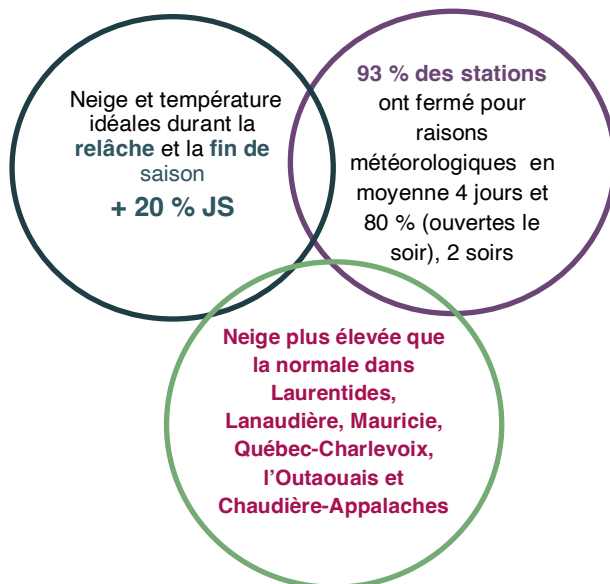 Neige et température
idéales durant la
relâche et la fin de
saison
+ 20 % JS
93 % des stations
ont fermé pour
raisons
météorologiques en
moyenne 4 jours et
80 % (ouvertes le
soir), 2 soirs
Neige plus élevée que
la normale dans
Laurentides,
Lanaudière, Mauricie,
Québec-Charlevoix,
l’Outaouais et
Chaudière-Appalaches